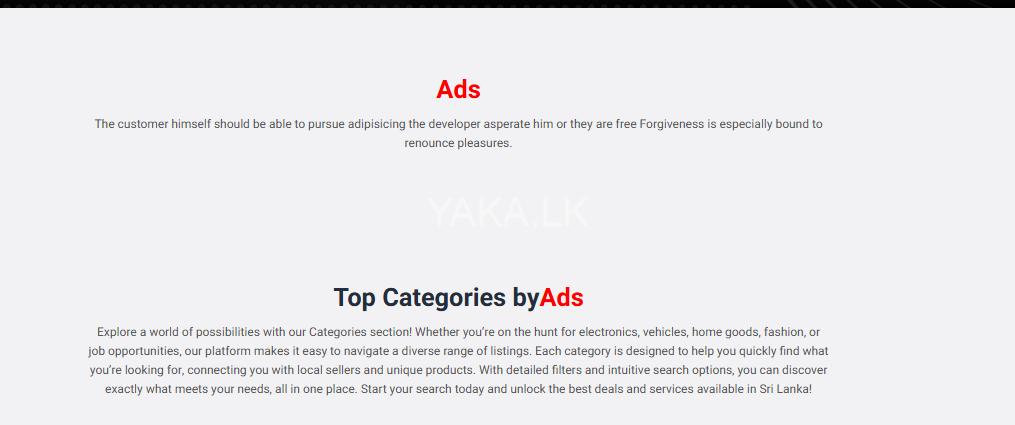 Ads
The customer himself should be able to pursue adipisicing the developer asperate him or they are free Forgiveness is especially bound to
renounce pleasures.
YAKA.LK
Top Categories byAds
Explore a world of possibilities with our Categories section! Whether you’re on the hunt for electronics, vehicles, home goods, fashion, or
job opportunities, our platform makes it easy to navigate a diverse range of listings. Each category is designed to help you quickly find what
you’re looking for, connecting you with local sellers and unique products. With detailed filters and intuitive search options, you can discover
exactly what meets your needs, all in one place. Start your search today and unlock the best deals and services available in Sri Lanka!